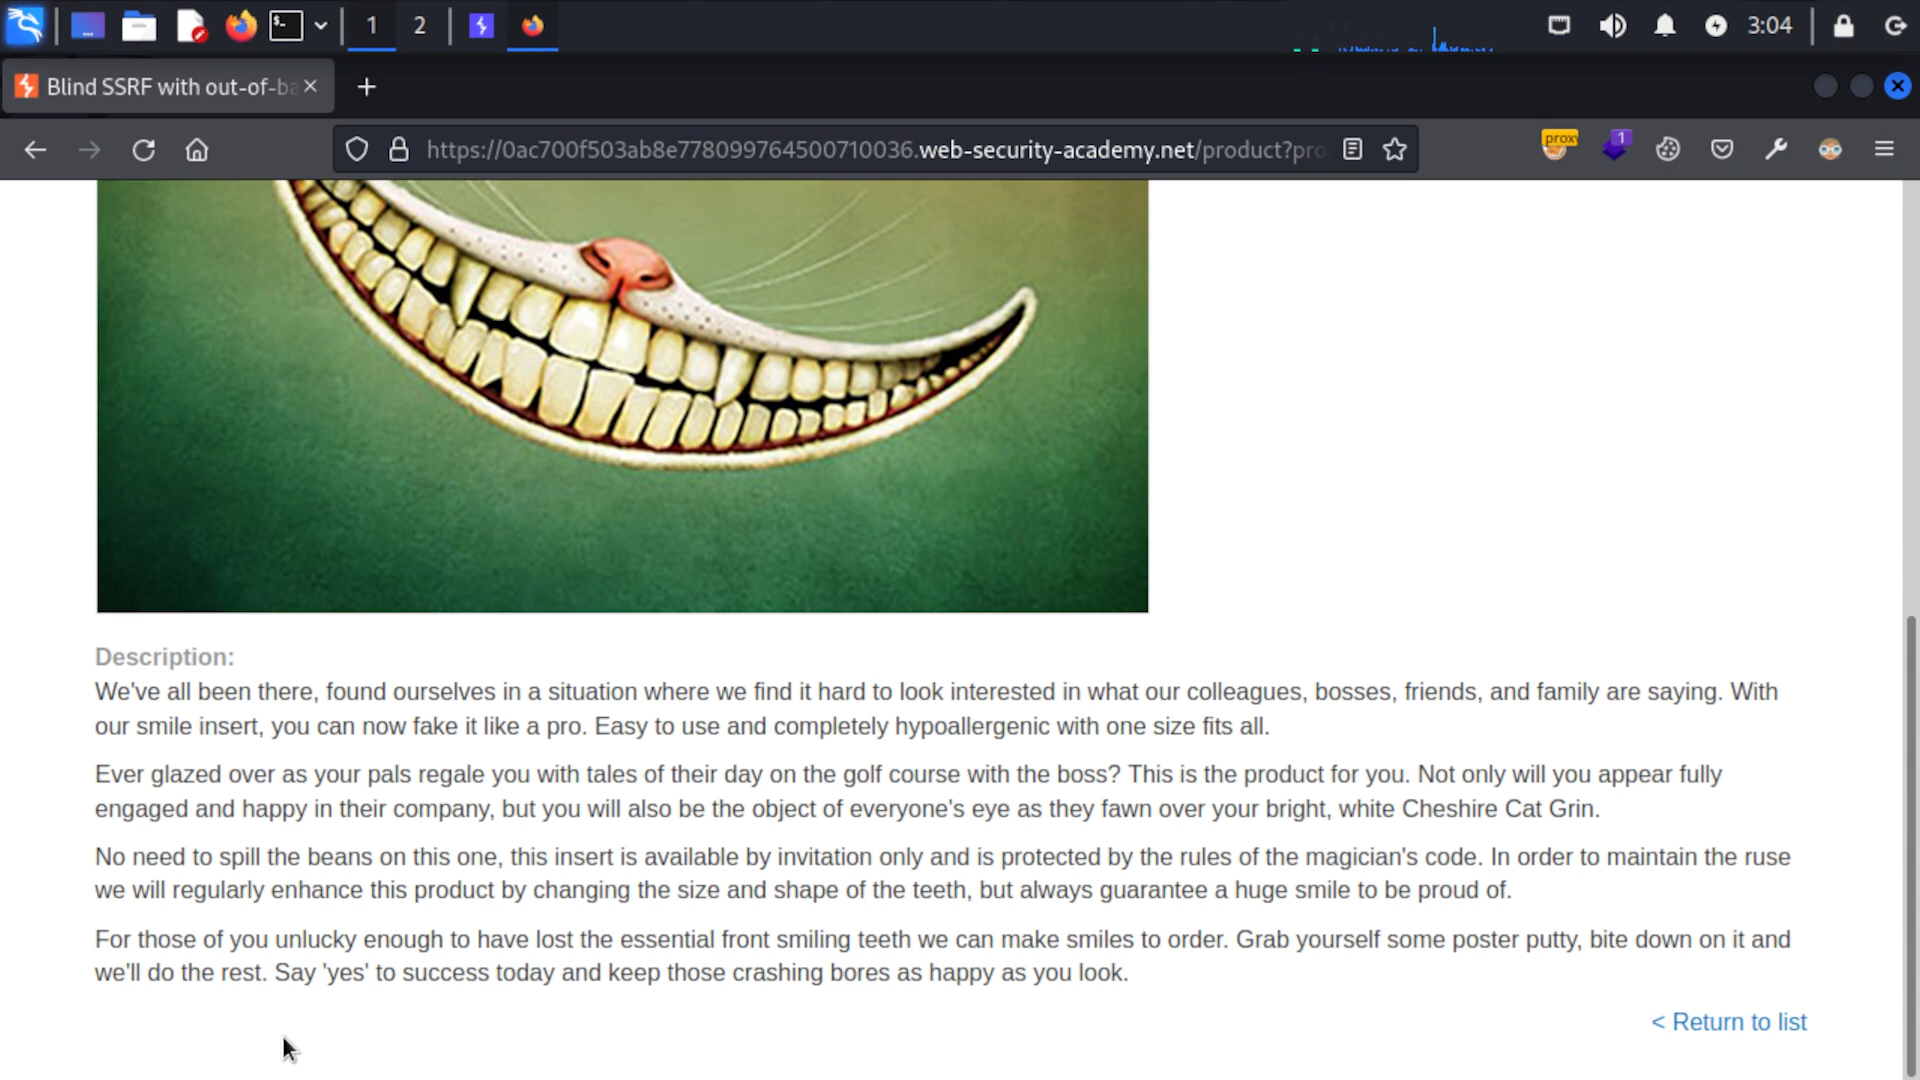 1
2
3:04
Blind SSRF with out-of-ba
https://0ac700f503ab8e778099764500710036.web-security-academy.net/product?pro
proxy
1
Description:
We've all been there, found ourselves in a situation where we find it hard to look interested in what our colleagues, bosses, friends, and family are saying. With
our smile insert, you can now fake it like a pro. Easy to use and completely hypoallergenic with one size fits all.
Ever glazed over as your pals regale you with tales of their day on the golf course with the boss? This is the product for you. Not only will you appear fully
engaged and happy in their company, but you will also be the object of everyone's eye as they fawn over your bright, white Cheshire Cat Grin.
No need to spill the beans on this one, this insert is available by invitation only and is protected by the rules of the magician's code. In order to maintain the ruse
we will regularly enhance this product by changing the size and shape of the teeth, but always guarantee a huge smile to be proud of.
For those of you unlucky enough to have lost the essential front smiling teeth we can make smiles to order. Grab yourself some poster putty, bite down on it and
we'll do the rest. Say 'yes' to success today and keep those crashing bores as happy as you look.
< Return to list